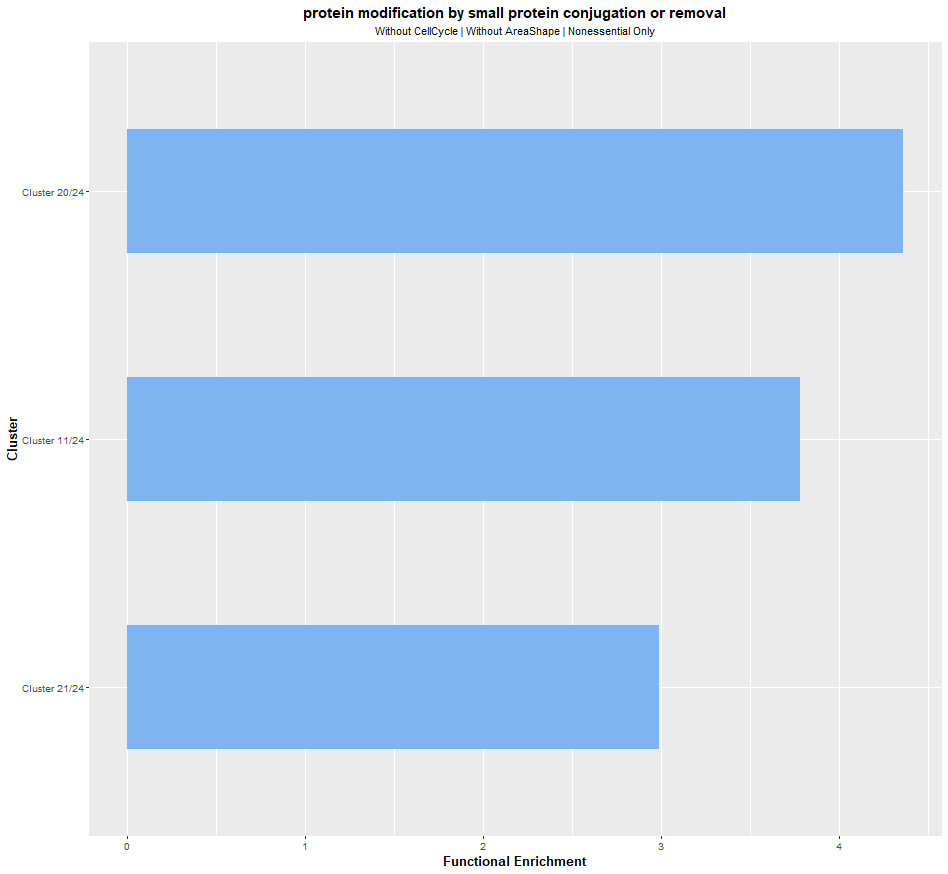 protein modification by small protein conjugation or removal
Without CellCycle | Without AreaShape | Nonessential Only
Cluster
Cluster 20/24
Cluster 11/24
Cluster 21/24
0 1 2 3 4
Functional Enrichment